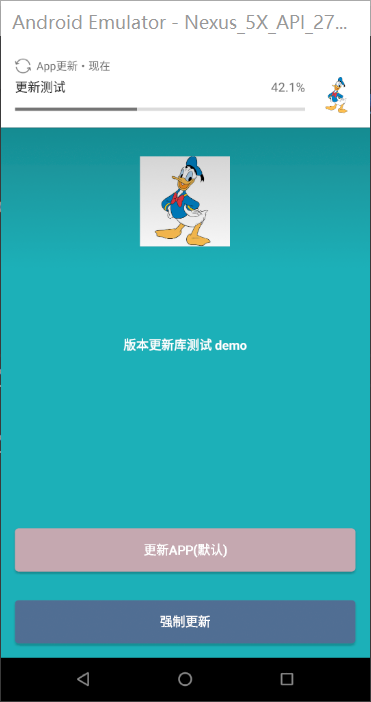 Android Emulator - Nexus_5X_API_27...
App更新 • 现在
更新测试
42.1%
版本更新库测试 demo
更新APP(默认)
强制更新